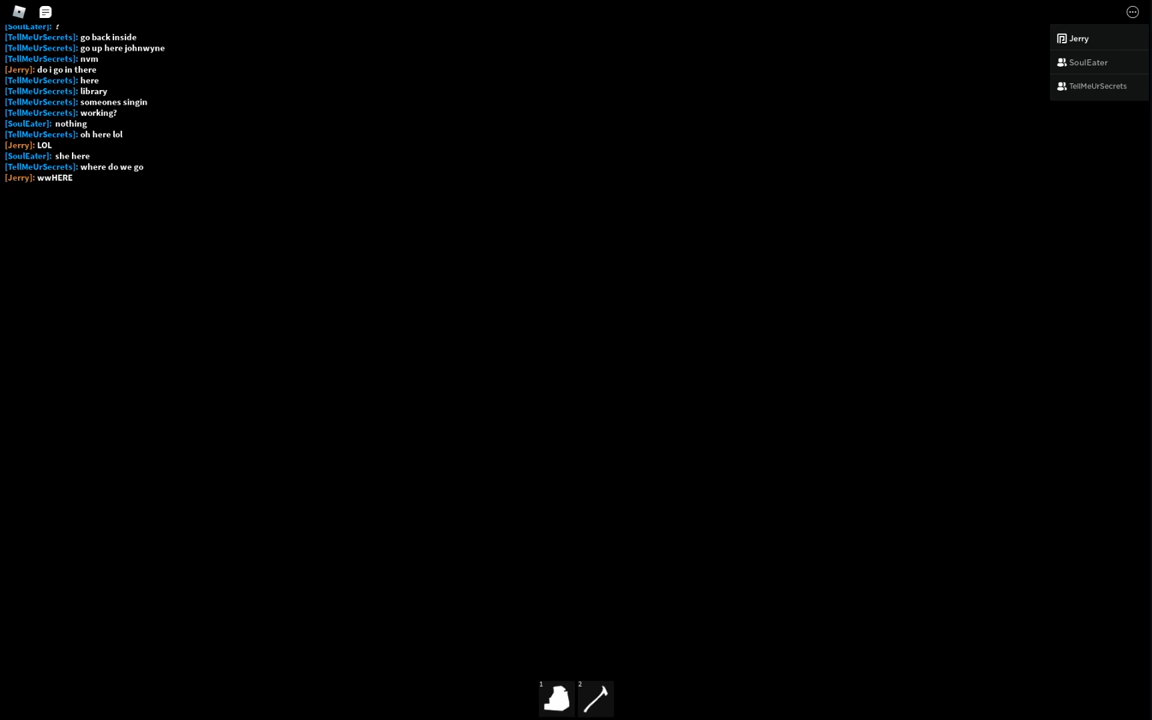 [SoulEater]: ?
[TellMeUrSecrets]: go back inside
[TellMeUrSecrets]: go up here johnwyne
[TellMeUrSecrets]: nvm
[Jerry]: do i go in there
[TellMeUrSecrets]: here
[TellMeUrSecrets]: library
[TellMeUrSecrets]: someones singin
[TellMeUrSecrets]: working?
[SoulEater]: nothing
[TellMeUrSecrets]: oh here lol
[Jerry]: LOL
[SoulEater]: she here
[TellMeUrSecrets]: where do we go
[Jerry]: wwHERE
Jerry
SoulEater
TellMeUrSecrets
1 2